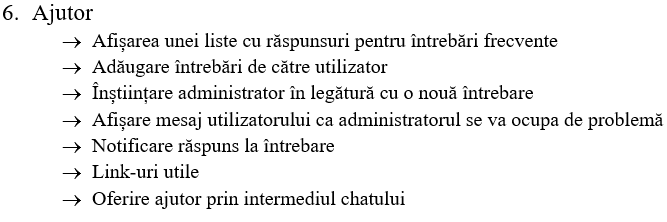 6. Ajutor
→ Afișarea unei liste cu răspunsuri pentru întrebări frecvente
→ Adăugare întrebări de către utilizator
→ Înștiințare administrator în legătură cu o nouă întrebare
→ Afișare mesaj utilizatorului ca administratorul se va ocupa de problemă
→ Notificare răspuns la întrebare
→ Link-uri utile
→ Oferire ajutor prin intermediul chatului